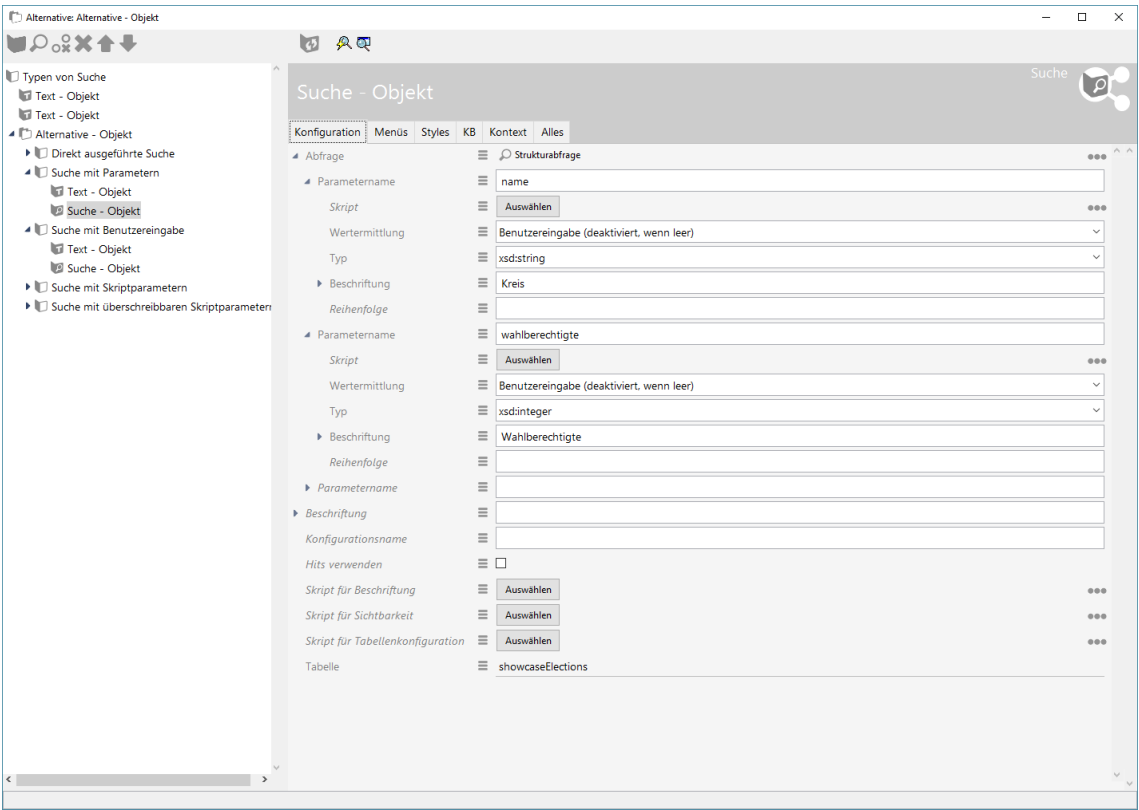 Alternative: Alternative - Objekt
Typen von Suche
Text - Objekt
Text - Objekt
Alternative - Objekt
Direkt ausgeführte Suche
Suche mit Parametern
Text - Objekt
Suche - Objekt
Suche mit Benutzereingabe
Text - Objekt
Suche - Objekt
Suche mit Skriptparametern
Suche mit überschreibbaren Skriptparametern
Suche
Suche - Objekt
Konfiguration Menüs Styles KB Kontext Alles
Abfrage Strukturabfrage
Parametername name
Skript Auswählen
Wertermittlung Benutzereingabe (deaktiviert, wenn leer)
Typ xsd:string
Beschriftung Kreis
Reihenfolge
Parametername wahlberechtigte
Skript Auswählen
Wertermittlung Benutzereingabe (deaktiviert, wenn leer)
Typ xsd:integer
Beschriftung Wahlberechtigte
Reihenfolge
Parametername
Beschriftung
Konfigurationsname
Hits verwenden
Skript für Beschriftung Auswählen
Skript für Sichtbarkeit Auswählen
Skript für Tabellenkonfiguration Auswählen
Tabelle showcaseElections